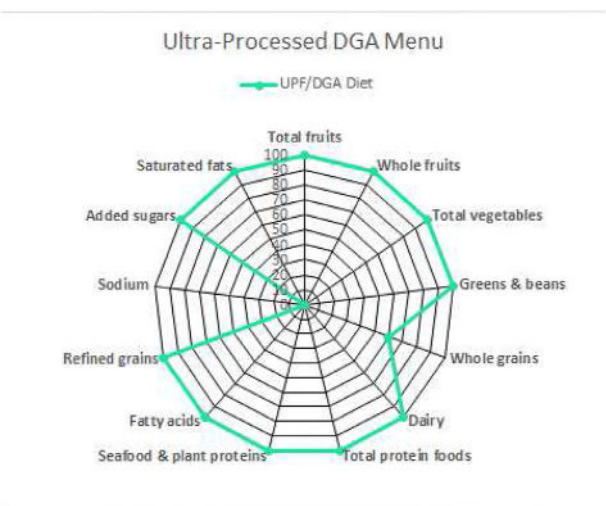 Ultra-Processed DGA Menu
UPF/DGA Diet
Total fruits
Whole fruits
Total vegetables
Greens & beans
Whole grains
Dairy
Total protein foods
Seafood & plant proteins
Fatty acids
Refined grains
Sodium
Added sugars
Saturated fats
100
90
80
70
60
50
40
30
20
10
0